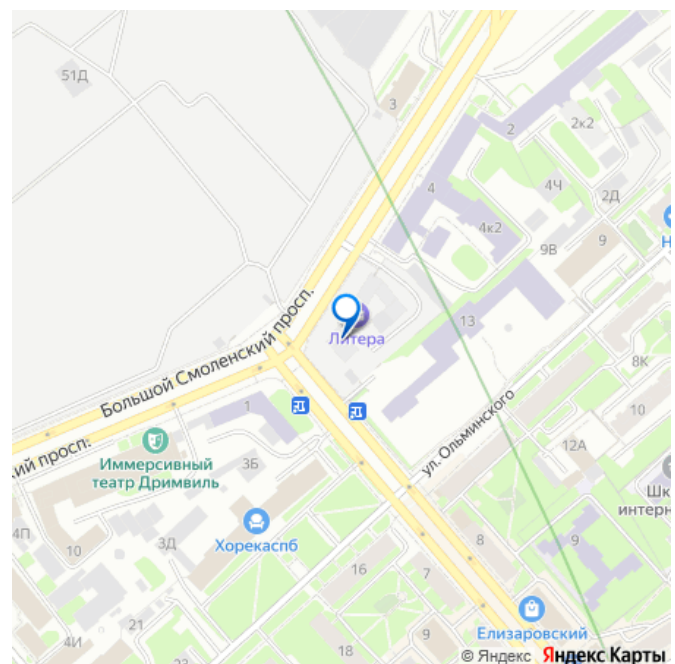 51Д
3
2
2к2
4
4Ч
2Д
4к2
9В
9
Н
Литера
13
Большой Смоленский просп.
8К
1
ул. Ольминского
10
кий просп.
Иммерсивный
театр Дримвиль
3Б
12А
Шк
интерн
4П
10
3Д
Хорекаспб
8
9
16
7
21
4И
18
9
Елизаровский
© Яндекс Яндекс Карты